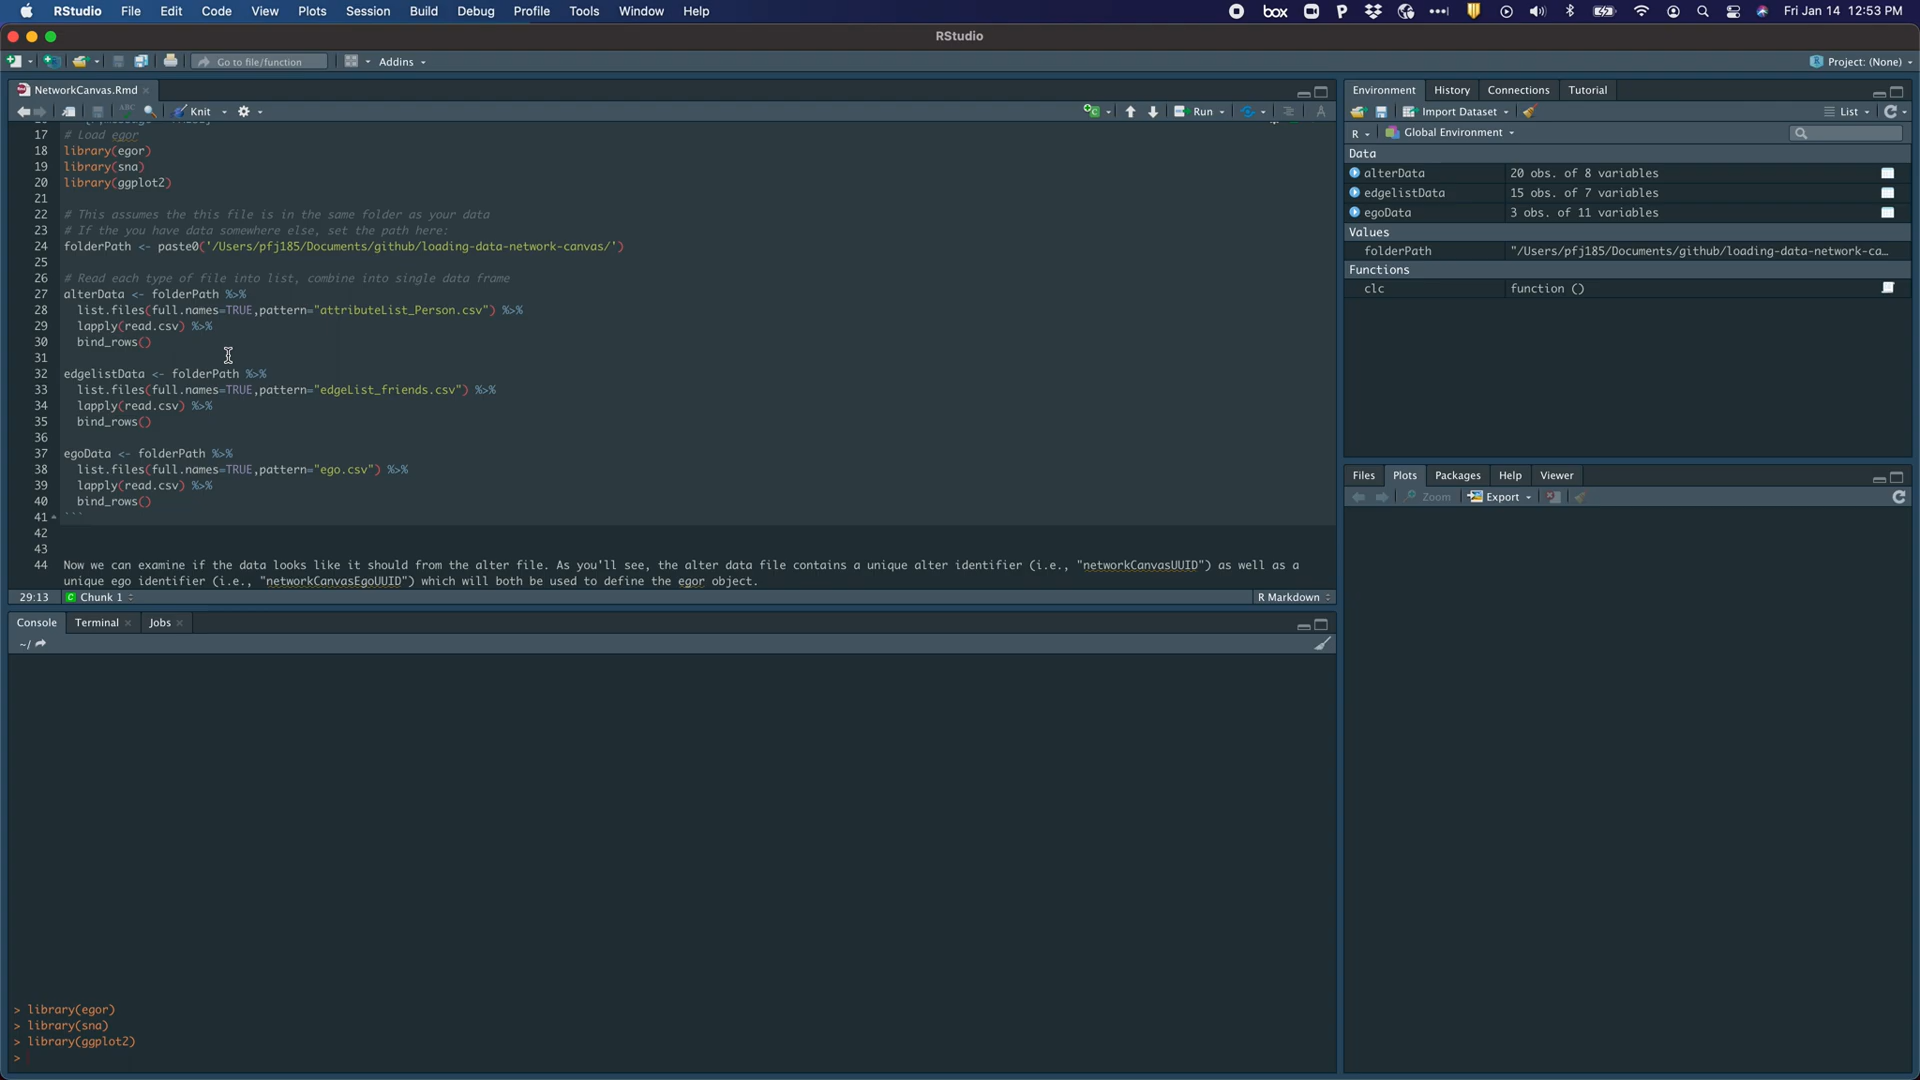 RStudio File Edit Code View Plots Session Build Debug Profile Tools Window Help
box Fri Jan 14 12:53 PM
RStudio
Go to file/function Addins Project: (None)
NetworkCanvas.Rmd
ABC Knit Run
17 # Load egor
18 library(egor)
19 library(sna)
20 library(ggplot2)
21
22 # This assumes the this file is in the same folder as your data
23 # If the you have data somewhere else, set the path here:
24 folderPath <- paste0('/Users/pfj185/Documents/github/loading-data-network-canvas/')
25
26 # Read each type of file into list, combine into single data frame
27 alterData <- folderPath %>%
28 list.files(full.names=TRUE,pattern="attributeList_Person.csv") %>%
29 lapply(read.csv) %>%
30 bind_rows()
31
32 edgelistData <- folderPath %>%
33 list.files(full.names=TRUE,pattern="edgeList_friends.csv") %>%
34 lapply(read.csv) %>%
35 bind_rows()
36
37 egoData <- folderPath %>%
38 list.files(full.names=TRUE,pattern="ego.csv") %>%
39 lapply(read.csv) %>%
40 bind_rows()
41 ```
42
43
44 Now we can examine if the data looks like it should from the alter file. As you'll see, the alter data file contains a unique alter identifier (i.e., "networkCanvasUUID") as well as a
unique ego identifier (i.e., "networkCanvasEgoUUID") which will both be used to define the egor object.
29:13 C Chunk 1 R Markdown
Console Terminal Jobs
~/
> library(egor)
> library(sna)
> library(ggplot2)
>
Environment History Connections Tutorial
Import Dataset List
R Global Environment
Data
alterData 20 obs. of 8 variables
edgelistData 15 obs. of 7 variables
egoData 3 obs. of 11 variables
Values
folderPath "/Users/pfj185/Documents/github/loading-data-network-ca…
Functions
clc function ()
Files Plots Packages Help Viewer
Zoom Export